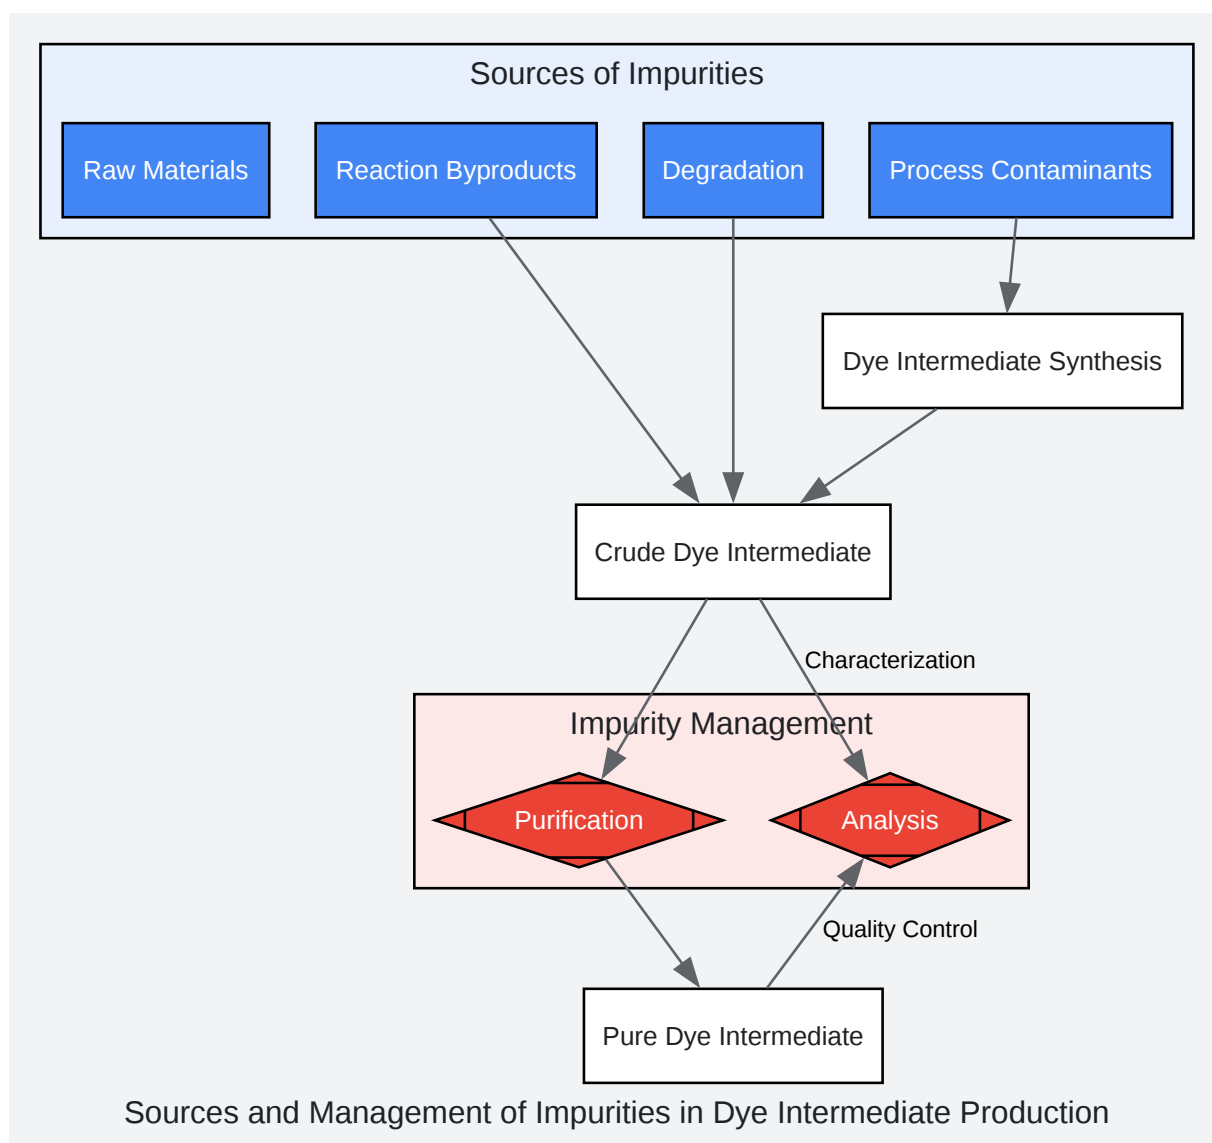 Sources of Impurities
Raw Materials
Reaction Byproducts
Degradation
Process Contaminants
Dye Intermediate Synthesis
Crude Dye Intermediate
Characterization
Impurity Management
Purification
Analysis
Quality Control
Pure Dye Intermediate
Sources and Management of Impurities in Dye Intermediate Production